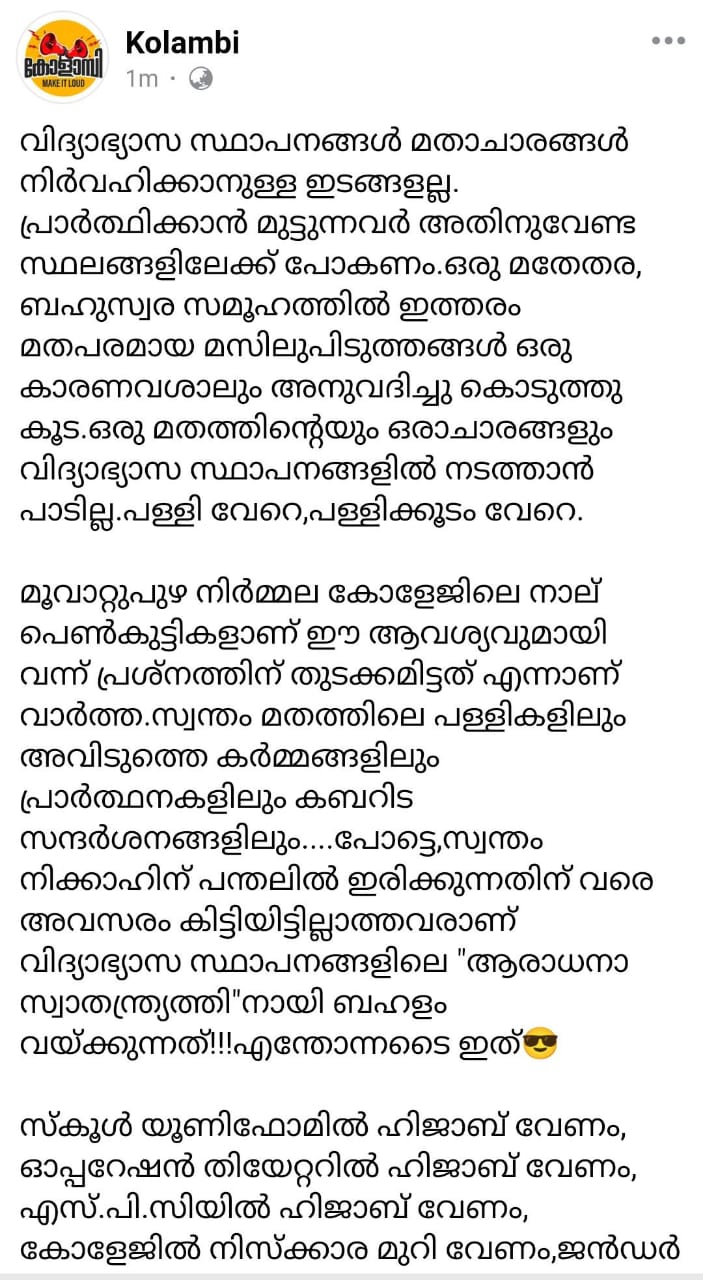 കോളാമ്പി
MAKE IT LOUD
Kolambi
1m ·
വിദ്യാഭ്യാസ സ്ഥാപനങ്ങൾ മതാചാരങ്ങൾ
നിർവഹിക്കാനുള്ള ഇടങ്ങളല്ല.
പ്രാർത്ഥിക്കാൻ മുട്ടുന്നവർ അതിനുവേണ്ട
സ്ഥലങ്ങളിലേക്ക് പോകണം.ഒരു മതേതര,
ബഹുസ്വര സമൂഹത്തിൽ ഇത്തരം
മതപരമായ മസിലുപിടുത്തങ്ങൾ ഒരു
കാരണവശാലും അനുവദിച്ചു കൊടുത്തു
കൂട.ഒരു മതത്തിന്റെയും ഒരാചാരങ്ങളും
വിദ്യാഭ്യാസ സ്ഥാപനങ്ങളിൽ നടത്താൻ
പാടില്ല.പള്ളി വേറെ,പള്ളിക്കൂടം വേറെ.
മൂവാറ്റുപുഴ നിർമ്മല കോളേജിലെ നാല്
പെൺകുട്ടികളാണ് ഈ ആവശ്യവുമായി
വന്ന് പ്രശ്നത്തിന് തുടക്കമിട്ടത് എന്നാണ്
വാർത്ത.സ്വന്തം മതത്തിലെ പള്ളികളിലും
അവിടുത്തെ കർമ്മങ്ങളിലും
പ്രാർത്ഥനകളിലും കബറിട
സന്ദർശനങ്ങളിലും....പോട്ടെ,സ്വന്തം
നിക്കാഹിന് പന്തലിൽ ഇരിക്കുന്നതിന് വരെ
അവസരം കിട്ടിയിട്ടില്ലാത്തവരാണ്
വിദ്യാഭ്യാസ സ്ഥാപനങ്ങളിലെ "ആരാധനാ
സ്വാതന്ത്ര്യത്തി"നായി ബഹളം
വയ്ക്കുന്നത്!!!എന്തോന്നടൈ ഇത്😎
സ്കൂൾ യൂണിഫോമിൽ ഹിജാബ് വേണം,
ഓപ്പറേഷൻ തിയേറ്ററിൽ ഹിജാബ് വേണം,
എസ്.പി.സിയിൽ ഹിജാബ് വേണം,
കോളേജിൽ നിസ്ക്കാര മുറി വേണം,ജൻഡർ